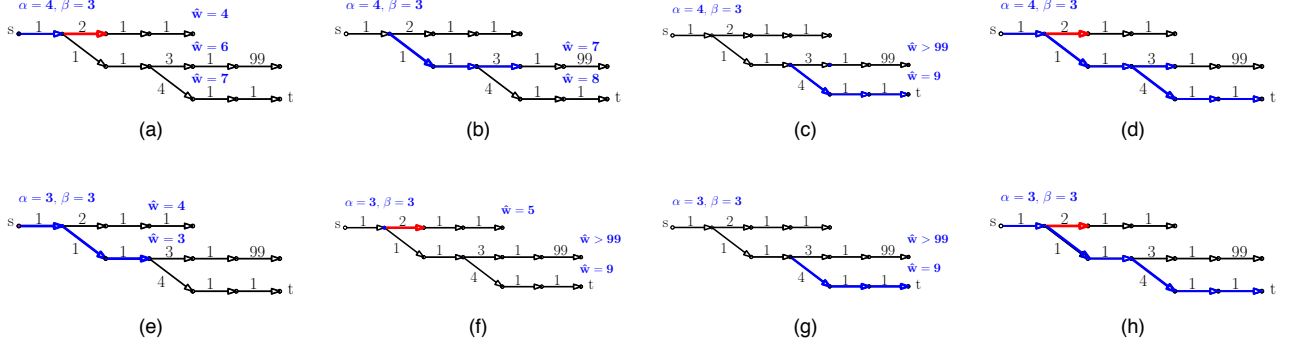 α = 4, β = 3
ŵ = 4
s 1 2 1 1
ŵ = 6
1 1 3 1 99
ŵ = 7
4 1 1 t
(a)
α = 4, β = 3
s 1 2 1 1
ŵ = 7
1 1 3 1 99
ŵ = 8
4 1 1 t
(b)
α = 4, β = 3
s 1 2 1 1
ŵ > 99
1 1 3 1 99
ŵ = 9
4 1 1 t
(c)
α = 4, β = 3
s 1 2 1 1
1 1 3 1 99
4 1 1 t
(d)
α = 3, β = 3
ŵ = 4
s 1 2 1 1
ŵ = 3
1 1 3 1 99
4 1 1 t
(e)
α = 3, β = 3
ŵ = 5
s 1 2 1 1
ŵ > 99
1 1 3 1 99
ŵ = 9
4 1 1 t
(f)
α = 3, β = 3
s 1 2 1 1
ŵ > 99
1 1 3 1 99
ŵ = 9
4 1 1 t
(g)
α = 3, β = 3
s 1 2 1 1
1 1 3 1 99
4 1 1 t
(h)